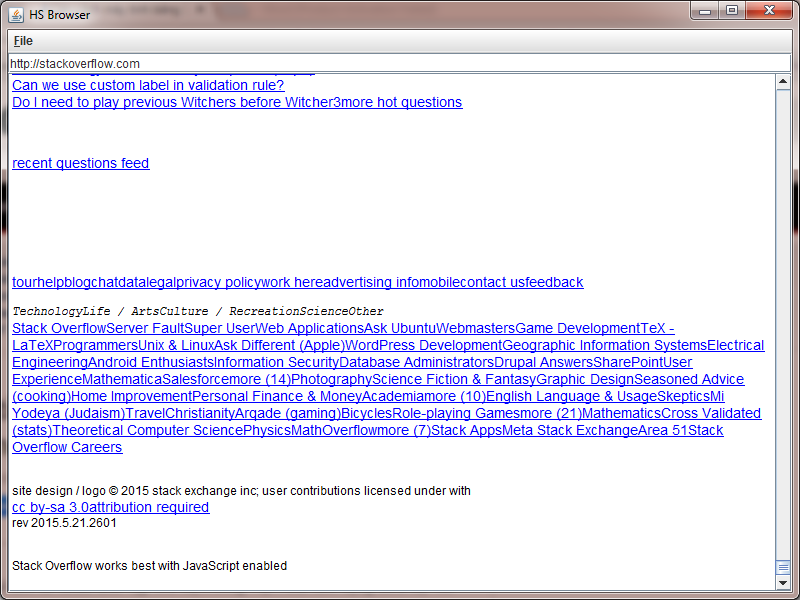 HS Browser
File
http://stackoverflow.com
Can we use custom label in validation rule?
Do I need to play previous Witchers before Witcher3more hot questions
recent questions feed
tourhelpblogchatdatalegalprivacy policywork hereadvertising infomobilecontact usfeedback
TechnologyLife / ArtsCulture / RecreationScienceOther
Stack OverflowServer FaultSuper UserWeb ApplicationsAsk UbuntuWebmastersGame DevelopmentTeX -
LaTeXProgrammersUnix & LinuxAsk Different (Apple)WordPress DevelopmentGeographic Information SystemsElectrical
EngineeringAndroid EnthusiastsInformation SecurityDatabase AdministratorsDrupal AnswersSharePointUser
ExperienceMathematicaSalesforcemore (14)PhotographyScience Fiction & FantasyGraphic DesignSeasoned Advice
(cooking)Home ImprovementPersonal Finance & MoneyAcademiamore (10)English Language & UsageSkepticsMi
Yodeya (Judaism)TravelChristianityArqade (gaming)BicyclesRole-playing Gamesmore (21)MathematicsCross Validated
(stats)Theoretical Computer SciencePhysicsMathOverflowmore (7)Stack AppsMeta Stack ExchangeArea 51Stack
Overflow Careers
site design / logo © 2015 stack exchange inc; user contributions licensed under with
cc by-sa 3.0attribution required
rev 2015.5.21.2601
Stack Overflow works best with JavaScript enabled